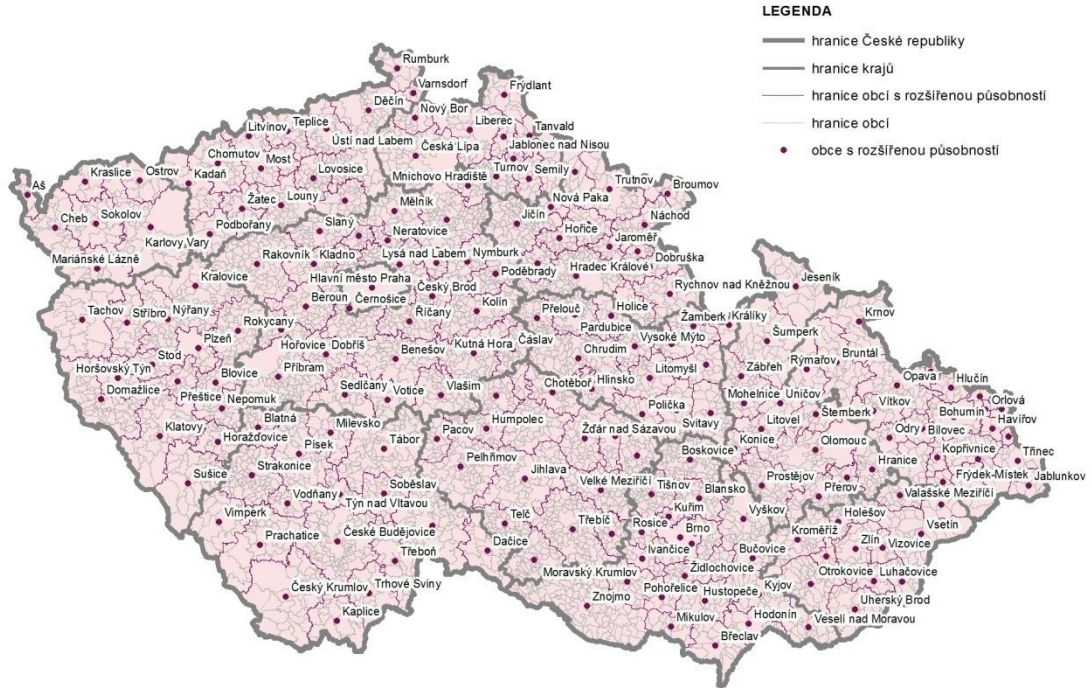 LEGENDA
hranice České republiky
hranice krajů
hranice obcí s rozšířenou působností
hranice obcí
obce s rozšířenou působností
Rumburk
Varnsdorf
Frýdlant
Děčín
Nový Bor
Liberec
Litvínov
Teplice
Tanvald
Ústí nad Labem
Jablonec nad Nisou
Chomutov
Most
Česká Lípa
Kraslice
Ostrov
Kadaň
Lovosice
Mnichovo Hradiště
Turnov
Semily
Aš
Trutnov
Broumov
Žatec
Louny
Mělník
Nová Paka
Cheb
Sokolov
Podbořany
Slaný
Jičín
Náchod
Karlovy Vary
Neratovice
Hořice
Jaroměř
Mariánské Lázně
Rakovník
Kladno
Lysá nad Labem
Nymburk
Dobruška
Kralovice
Hlavní město Praha
Poděbrady
Hradec Králové
Jeseník
Beroun
Černošice
Český Brod
Kolín
Rychnov nad Kněžnou
Tachov
Stříbro
Nýřany
Rokycany
Říčany
Přelouč
Holice
Žamberk
Králíky
Krnov
Plzeň
Hořovice
Dobříš
Benešov
Kutná Hora
Čáslav
Pardubice
Vysoké Mýto
Šumperk
Stod
Chrudim
Horšovský Týn
Blovice
Příbram
Litomyšl
Zábřeh
Rýmařov
Bruntál
Domažlice
Přeštice
Nepomuk
Sedlčany
Votice
Vlašim
Chotěboř
Hlinsko
Mohelnice
Uničov
Opava
Hlučín
Vítkov
Orlová
Klatovy
Blatná
Milevsko
Humpolec
Polička
Svitavy
Litovel
Šternberk
Bohumín
Havířov
Horažďovice
Písek
Tábor
Pacov
Žďár nad Sázavou
Konice
Olomouc
Odry
Bílovec
Strakonice
Pelhřimov
Boskovice
Hranice
Kopřivnice
Třinec
Sušice
Soběslav
Jihlava
Velké Meziříčí
Tišnov
Blansko
Prostějov
Přerov
Frýdek-Místek
Jablunkov
Vodňany
Týn nad Vltavou
Valašské Meziříčí
Vimperk
Kuřim
Vyškov
Holešov
Telč
Třebíč
Rosice
Brno
Kroměříž
Vsetín
Prachatice
České Budějovice
Dačice
Ivančice
Bučovice
Zlín
Vizovice
Třeboň
Moravský Krumlov
Židlochovice
Otrokovice
Luhačovice
Český Krumlov
Trhové Sviny
Znojmo
Pohořelice
Hustopeče
Kyjov
Uherský Brod
Kaplice
Mikulov
Hodonín
Veselí nad Moravou
Břeclav